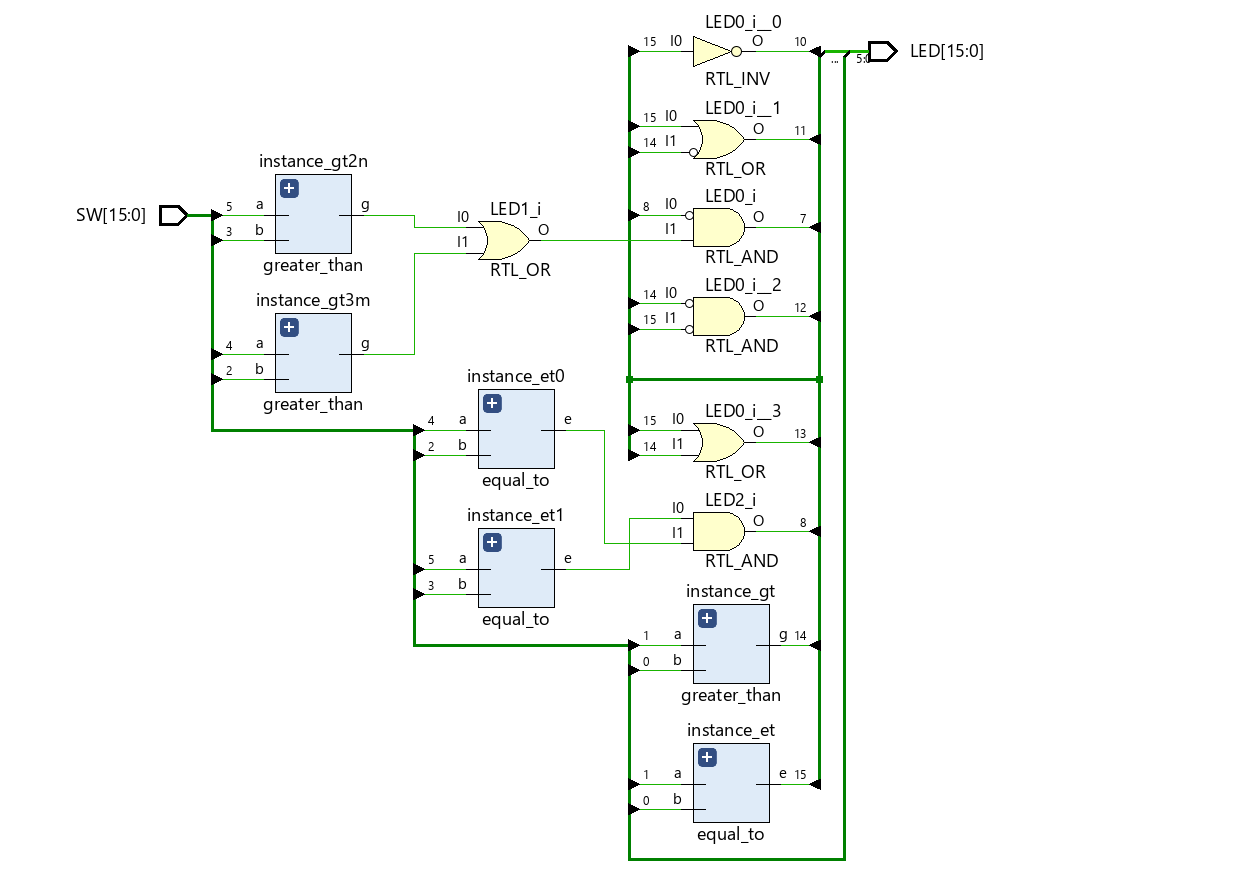 LED0_i__0
15 I0 O 10
RTL_INV
LED[15:0]
... 5:0
LED0_i__1
15 I0 O 11
14 I1
RTL_OR
instance_gt2n
SW[15:0]
5 a g
3 b
greater_than
LED1_i
I0 O
I1
RTL_OR
LED0_i
8 I0 O 7
I1
RTL_AND
LED0_i__2
14 I0 O 12
15 I1
RTL_AND
instance_gt3m
4 a g
2 b
greater_than
instance_et0
4 a e
2 b
equal_to
LED0_i__3
15 I0 O 13
14 I1
RTL_OR
instance_et1
5 a e
3 b
equal_to
LED2_i
I0 O 8
I1
RTL_AND
instance_gt
1 a g 14
0 b
greater_than
instance_et
1 a e 15
0 b
equal_to